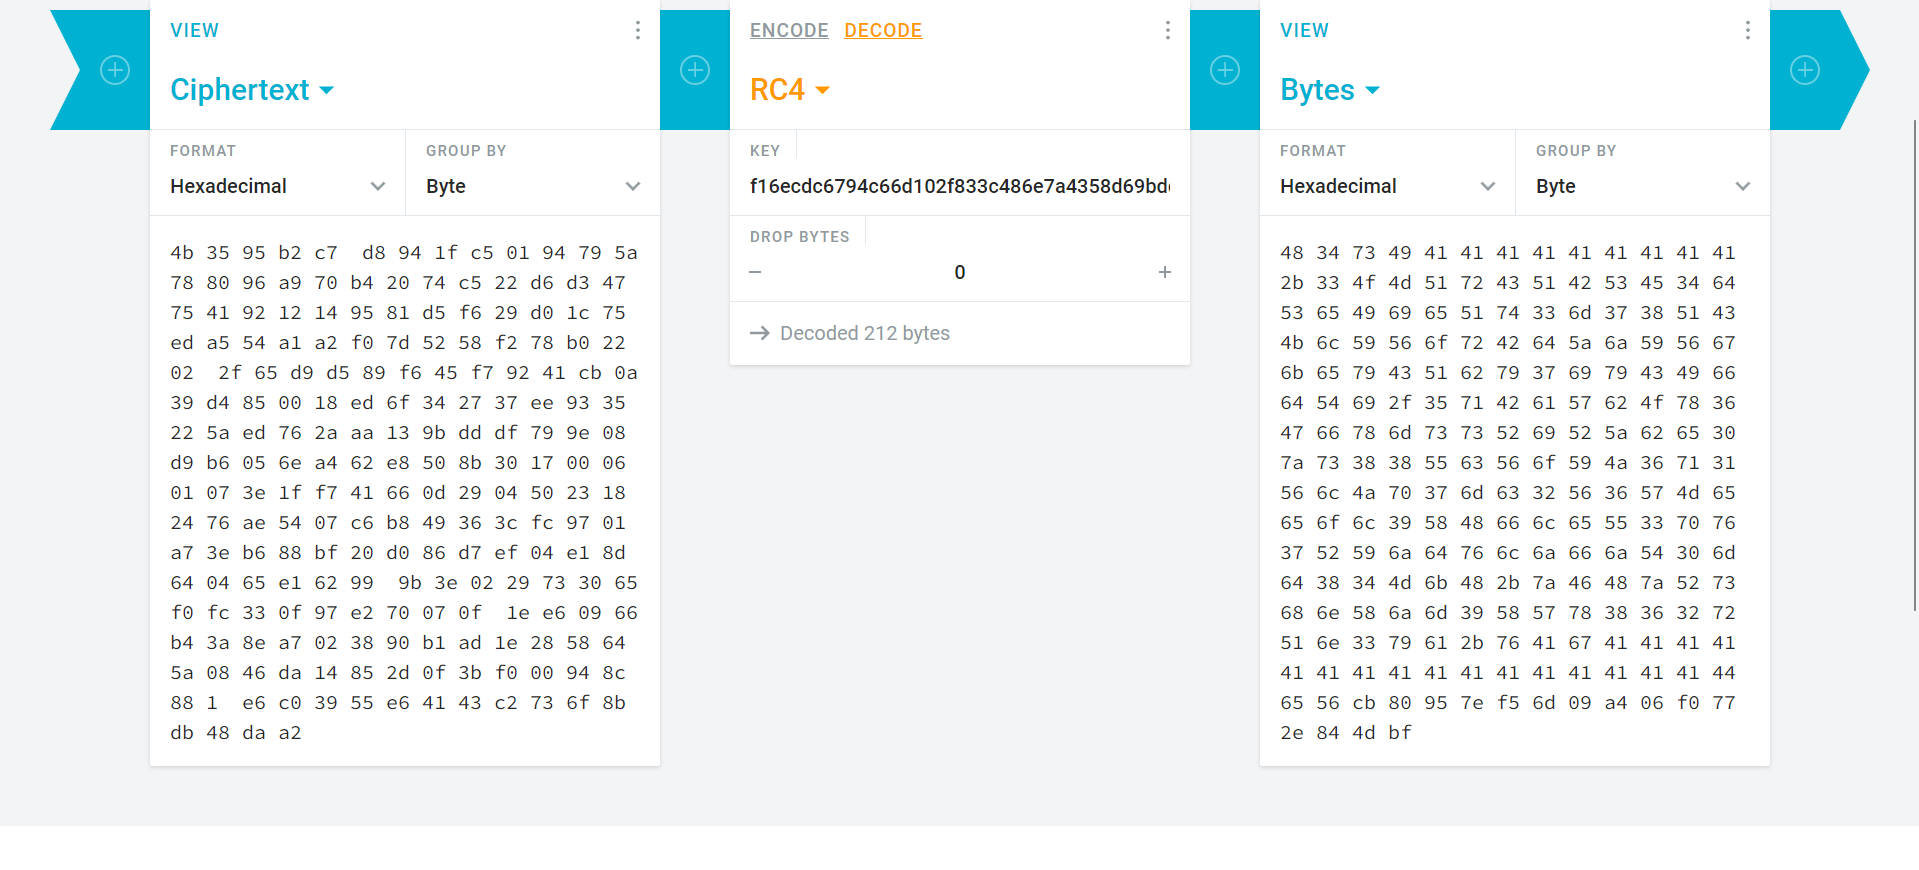 VIEW
Ciphertext
FORMAT
Hexadecimal
GROUP BY
Byte
4b 35 95 b2 c7 d8 94 1f c5 01 94 79 5a
78 80 96 a9 70 b4 20 74 c5 22 d6 d3 47
75 41 92 12 14 95 81 d5 f6 29 d0 1c 75
ed a5 54 a1 a2 f0 7d 52 58 f2 78 b0 22
02 2f 65 d9 d5 89 f6 45 f7 92 41 cb 0a
39 d4 85 00 18 ed 6f 34 27 37 ee 93 35
22 5a ed 76 2a aa 13 9b dd df 79 9e 08
d9 b6 05 6e a4 62 e8 50 8b 30 17 00 06
01 07 3e 1f f7 41 66 0d 29 04 50 23 18
24 76 ae 54 07 c6 b8 49 36 3c fc 97 01
a7 3e b6 88 bf 20 d0 86 d7 ef 04 e1 8d
64 04 65 e1 62 99 9b 3e 02 29 73 30 65
f0 fc 33 0f 97 e2 70 07 0f 1e e6 09 66
b4 3a 8e a7 02 38 90 b1 ad 1e 28 58 64
5a 08 46 da 14 85 2d 0f 3b f0 00 94 8c
88 1 e6 c0 39 55 e6 41 43 c2 73 6f 8b
db 48 da a2
ENCODE DECODE
RC4
KEY
f16ecdc6794c66d102f833c486e7a4358d69bd
DROP BYTES
− 0 +
→ Decoded 212 bytes
VIEW
Bytes
FORMAT
Hexadecimal
GROUP BY
Byte
48 34 73 49 41 41 41 41 41 41 41 41 41
2b 33 4f 4d 51 72 43 51 42 53 45 34 64
53 65 49 69 65 51 74 33 6d 37 38 51 43
4b 6c 59 56 6f 72 42 64 5a 6a 59 56 67
6b 65 79 43 51 62 79 37 69 79 43 49 66
64 54 69 2f 35 71 42 61 57 62 4f 78 36
47 66 78 6d 73 73 52 69 52 5a 62 65 30
7a 73 38 38 55 63 56 6f 59 4a 36 71 31
56 6c 4a 70 37 6d 63 32 56 36 57 4d 65
65 6f 6c 39 58 48 66 6c 65 55 33 70 76
37 52 59 6a 64 76 6c 6a 66 6a 54 30 6d
64 38 34 4d 6b 48 2b 7a 46 48 7a 52 73
68 6e 58 6a 6d 39 58 57 78 38 36 32 72
51 6e 33 79 61 2b 76 41 67 41 41 41 41
41 41 41 41 41 41 41 41 41 41 41 41 44
65 56 cb 80 95 7e f5 6d 09 a4 06 f0 77
2e 84 4d bf